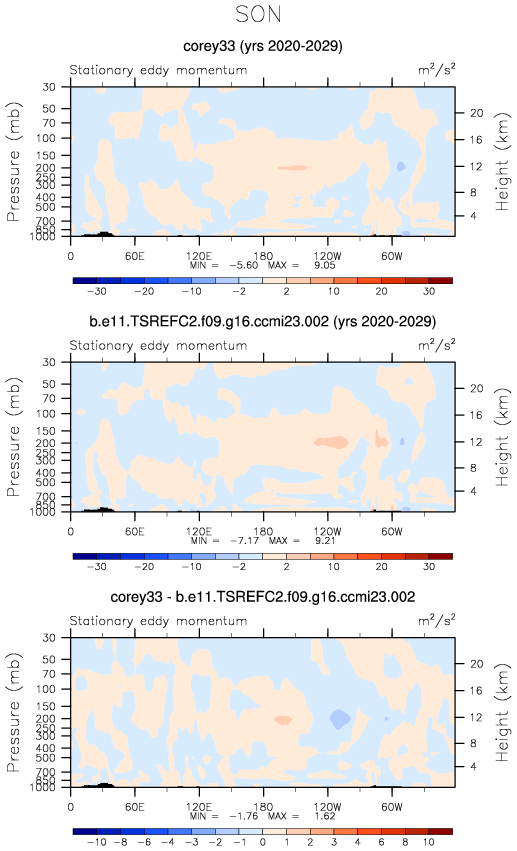 SON
corey33 (yrs 2020-2029)
Stationary eddy momentum m²/s²
Pressure (mb)
30
50
70
100
150
200
250
300
400
500
700
850
1000
Height (km)
20
16
12
8
4
0 60E 120E 180 120W 60W
MIN = -5.60 MAX = 9.05
-30 -20 -10 -2 2 10 20 30
b.e11.TSREFC2.f09.g16.ccmi23.002 (yrs 2020-2029)
Stationary eddy momentum m²/s²
Pressure (mb)
30
50
70
100
150
200
250
300
400
500
700
850
1000
Height (km)
20
16
12
8
4
0 60E 120E 180 120W 60W
MIN = -7.17 MAX = 9.21
-30 -20 -10 -2 2 10 20 30
corey33 - b.e11.TSREFC2.f09.g16.ccmi23.002
Stationary eddy momentum m²/s²
Pressure (mb)
30
50
70
100
150
200
250
300
400
500
700
850
1000
Height (km)
20
16
12
8
4
0 60E 120E 180 120W 60W
MIN = -1.76 MAX = 1.62
-10 -8 -6 -4 -3 -2 -1 0 1 2 3 4 6 8 10